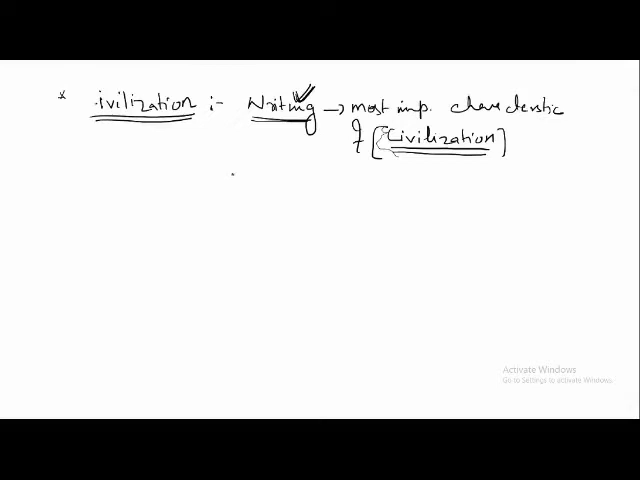 * .ivilization :- Writing → most imp. characteristic
of [Civilization]
Activate Windows
Go to Settings to activate Windows.